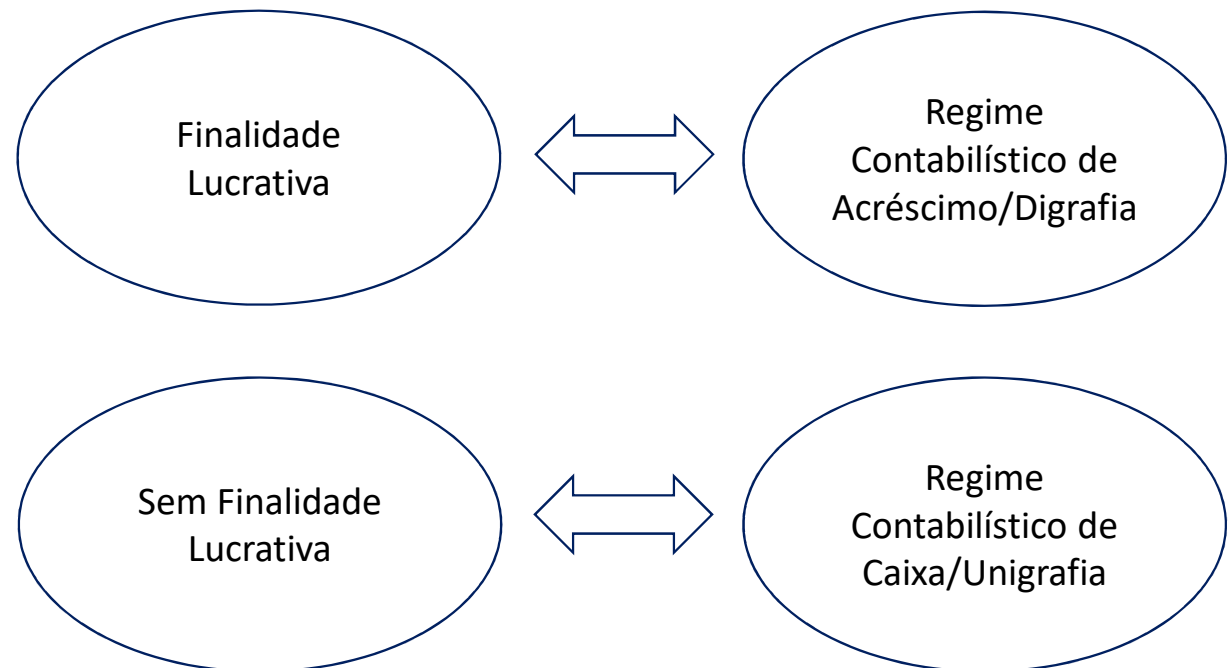 Finalidade
Lucrativa
Regime
Contabilístico de
Acréscimo/Digrafia
Sem Finalidade
Lucrativa
Regime
Contabilístico de
Caixa/Unigrafia